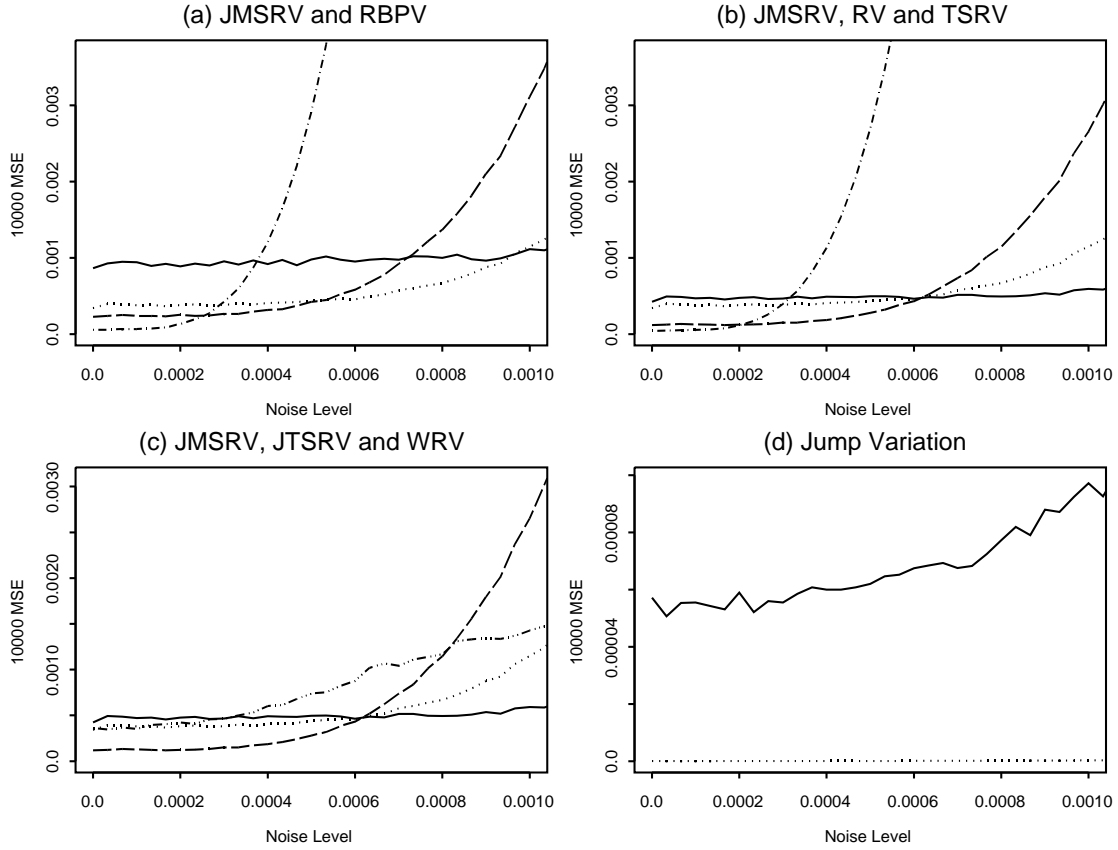 (a) JMSRV and RBPV
10000 MSE
0.003
0.002
0.001
0.0
0.0 0.0002 0.0004 0.0006 0.0008 0.0010
Noise Level
(b) JMSRV, RV and TSRV
10000 MSE
0.003
0.002
0.001
0.0
0.0 0.0002 0.0004 0.0006 0.0008 0.0010
Noise Level
(c) JMSRV, JTSRV and WRV
10000 MSE
0.0030
0.0020
0.0010
0.0
0.0 0.0002 0.0004 0.0006 0.0008 0.0010
Noise Level
(d) Jump Variation
10000 MSE
0.00008
0.00004
0.0
0.0 0.0002 0.0004 0.0006 0.0008 0.0010
Noise Level